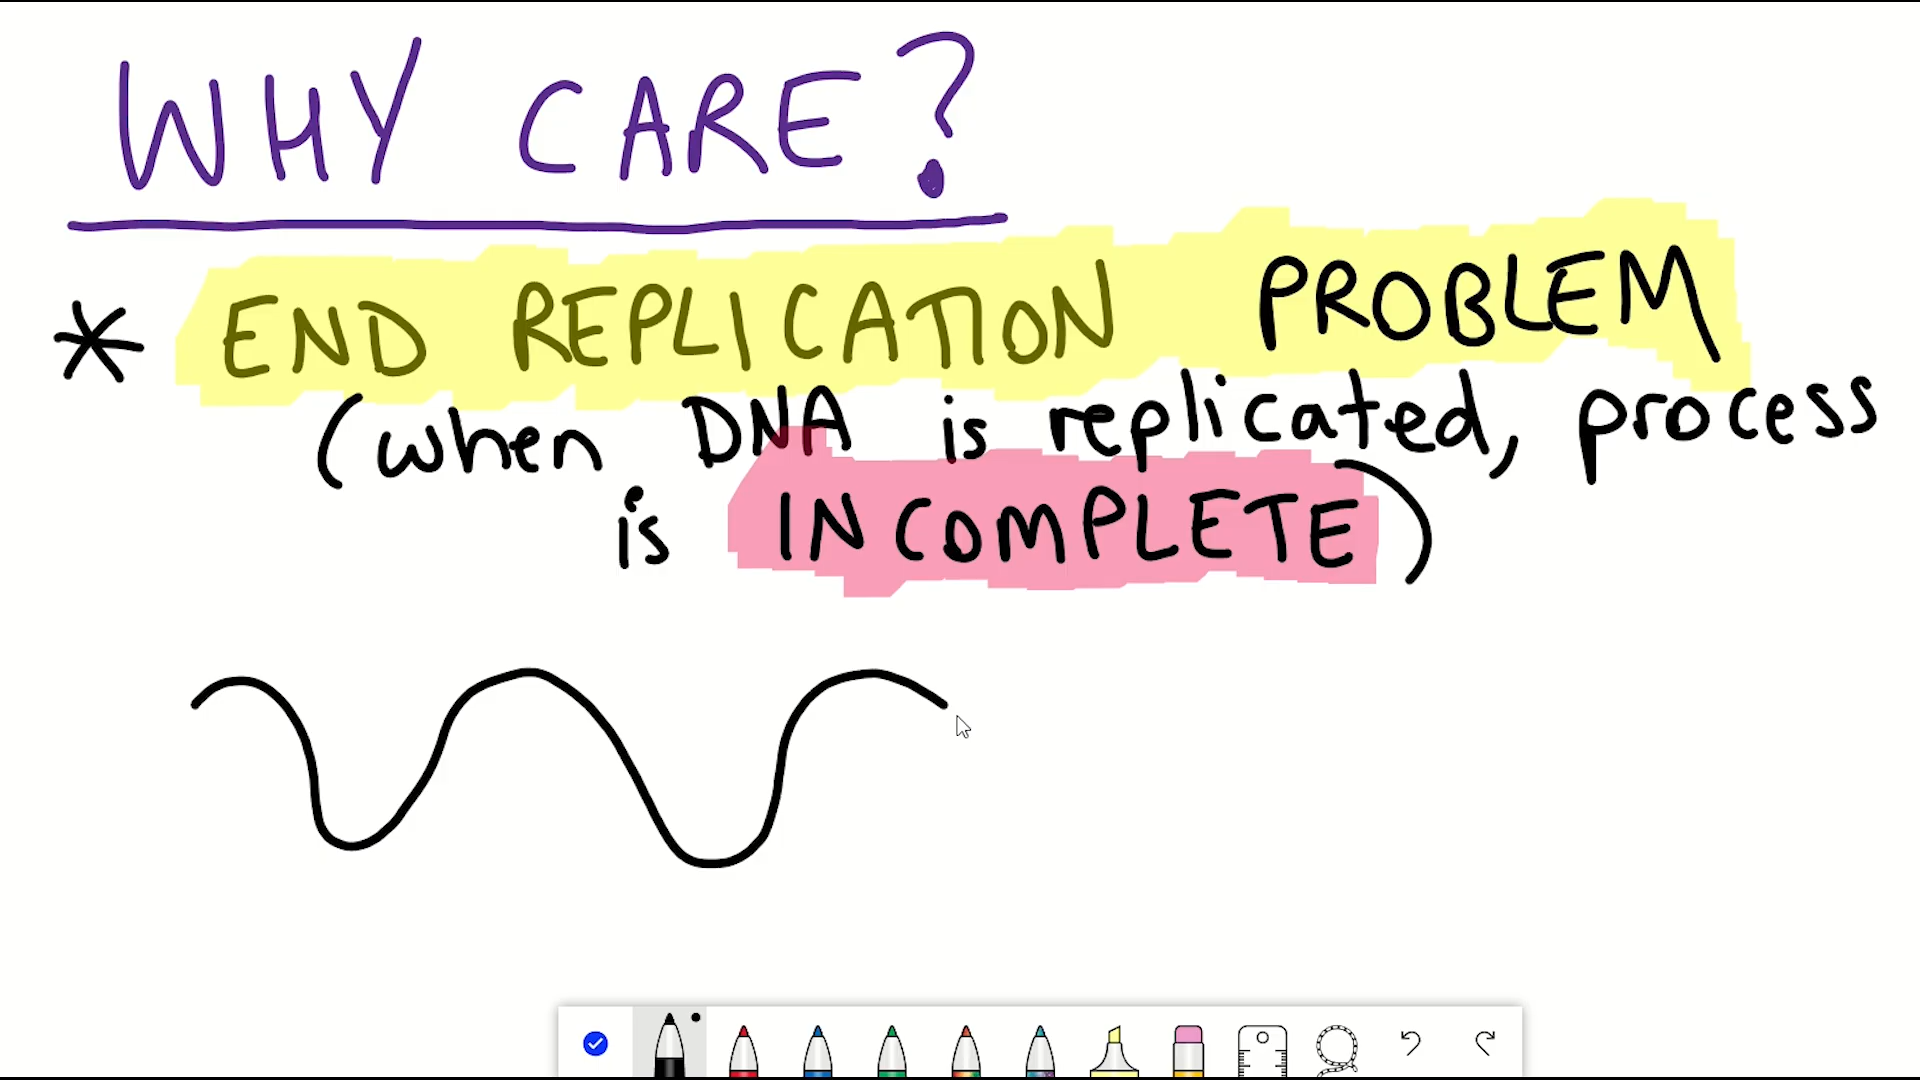 WHY CARE?
* END REPLICATION PROBLEM
(when DNA is replicated, process
is INCOMPLETE)